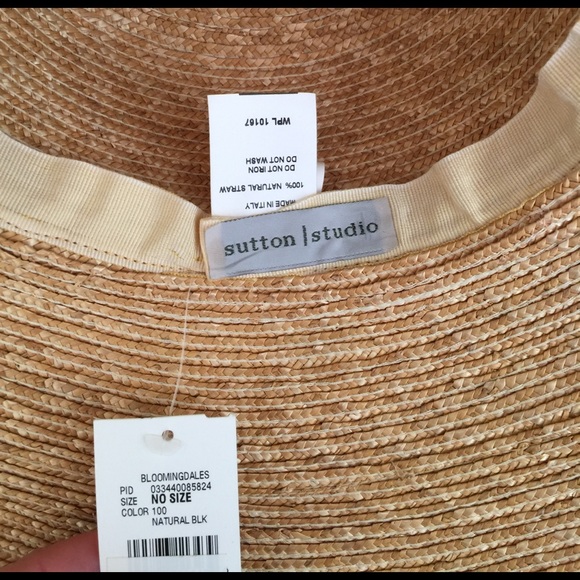 WPL 10167
DO NOT WASH
DO NOT IRON
100% NATURAL STRAW
MADE IN ITALY
sutton|studio
BLOOMINGDALES
PID 033440085824
SIZE NO SIZE
COLOR 100
NATURAL BLK